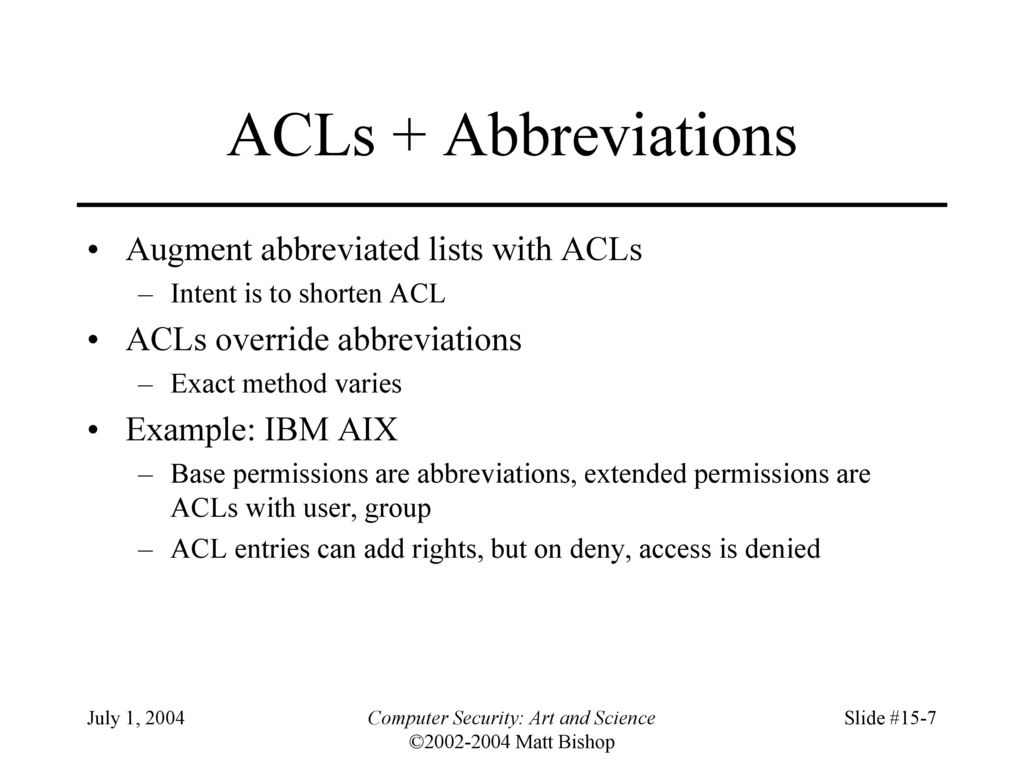 ACLs + Abbreviations
• Augment abbreviated lists with ACLs
– Intent is to shorten ACL
• ACLs override abbreviations
– Exact method varies
• Example: IBM AIX
– Base permissions are abbreviations, extended permissions are
ACLs with user, group
– ACL entries can add rights, but on deny, access is denied
July 1, 2004
Computer Security: Art and Science
©2002-2004 Matt Bishop
Slide #15-7